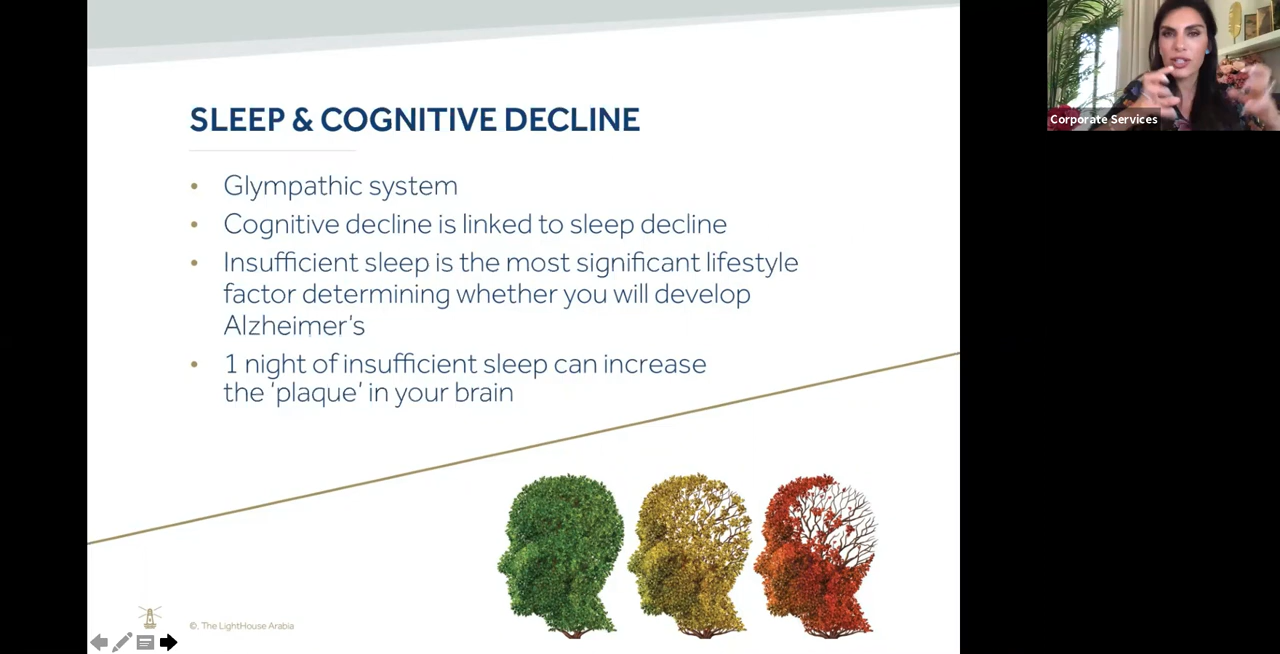 Corporate Services
SLEEP & COGNITIVE DECLINE
• Glympathic system
• Cognitive decline is linked to sleep decline
• Insufficient sleep is the most significant lifestyle
factor determining whether you will develop
Alzheimer's
• 1 night of insufficient sleep can increase
the 'plaque' in your brain
©, The LightHouse Arabia